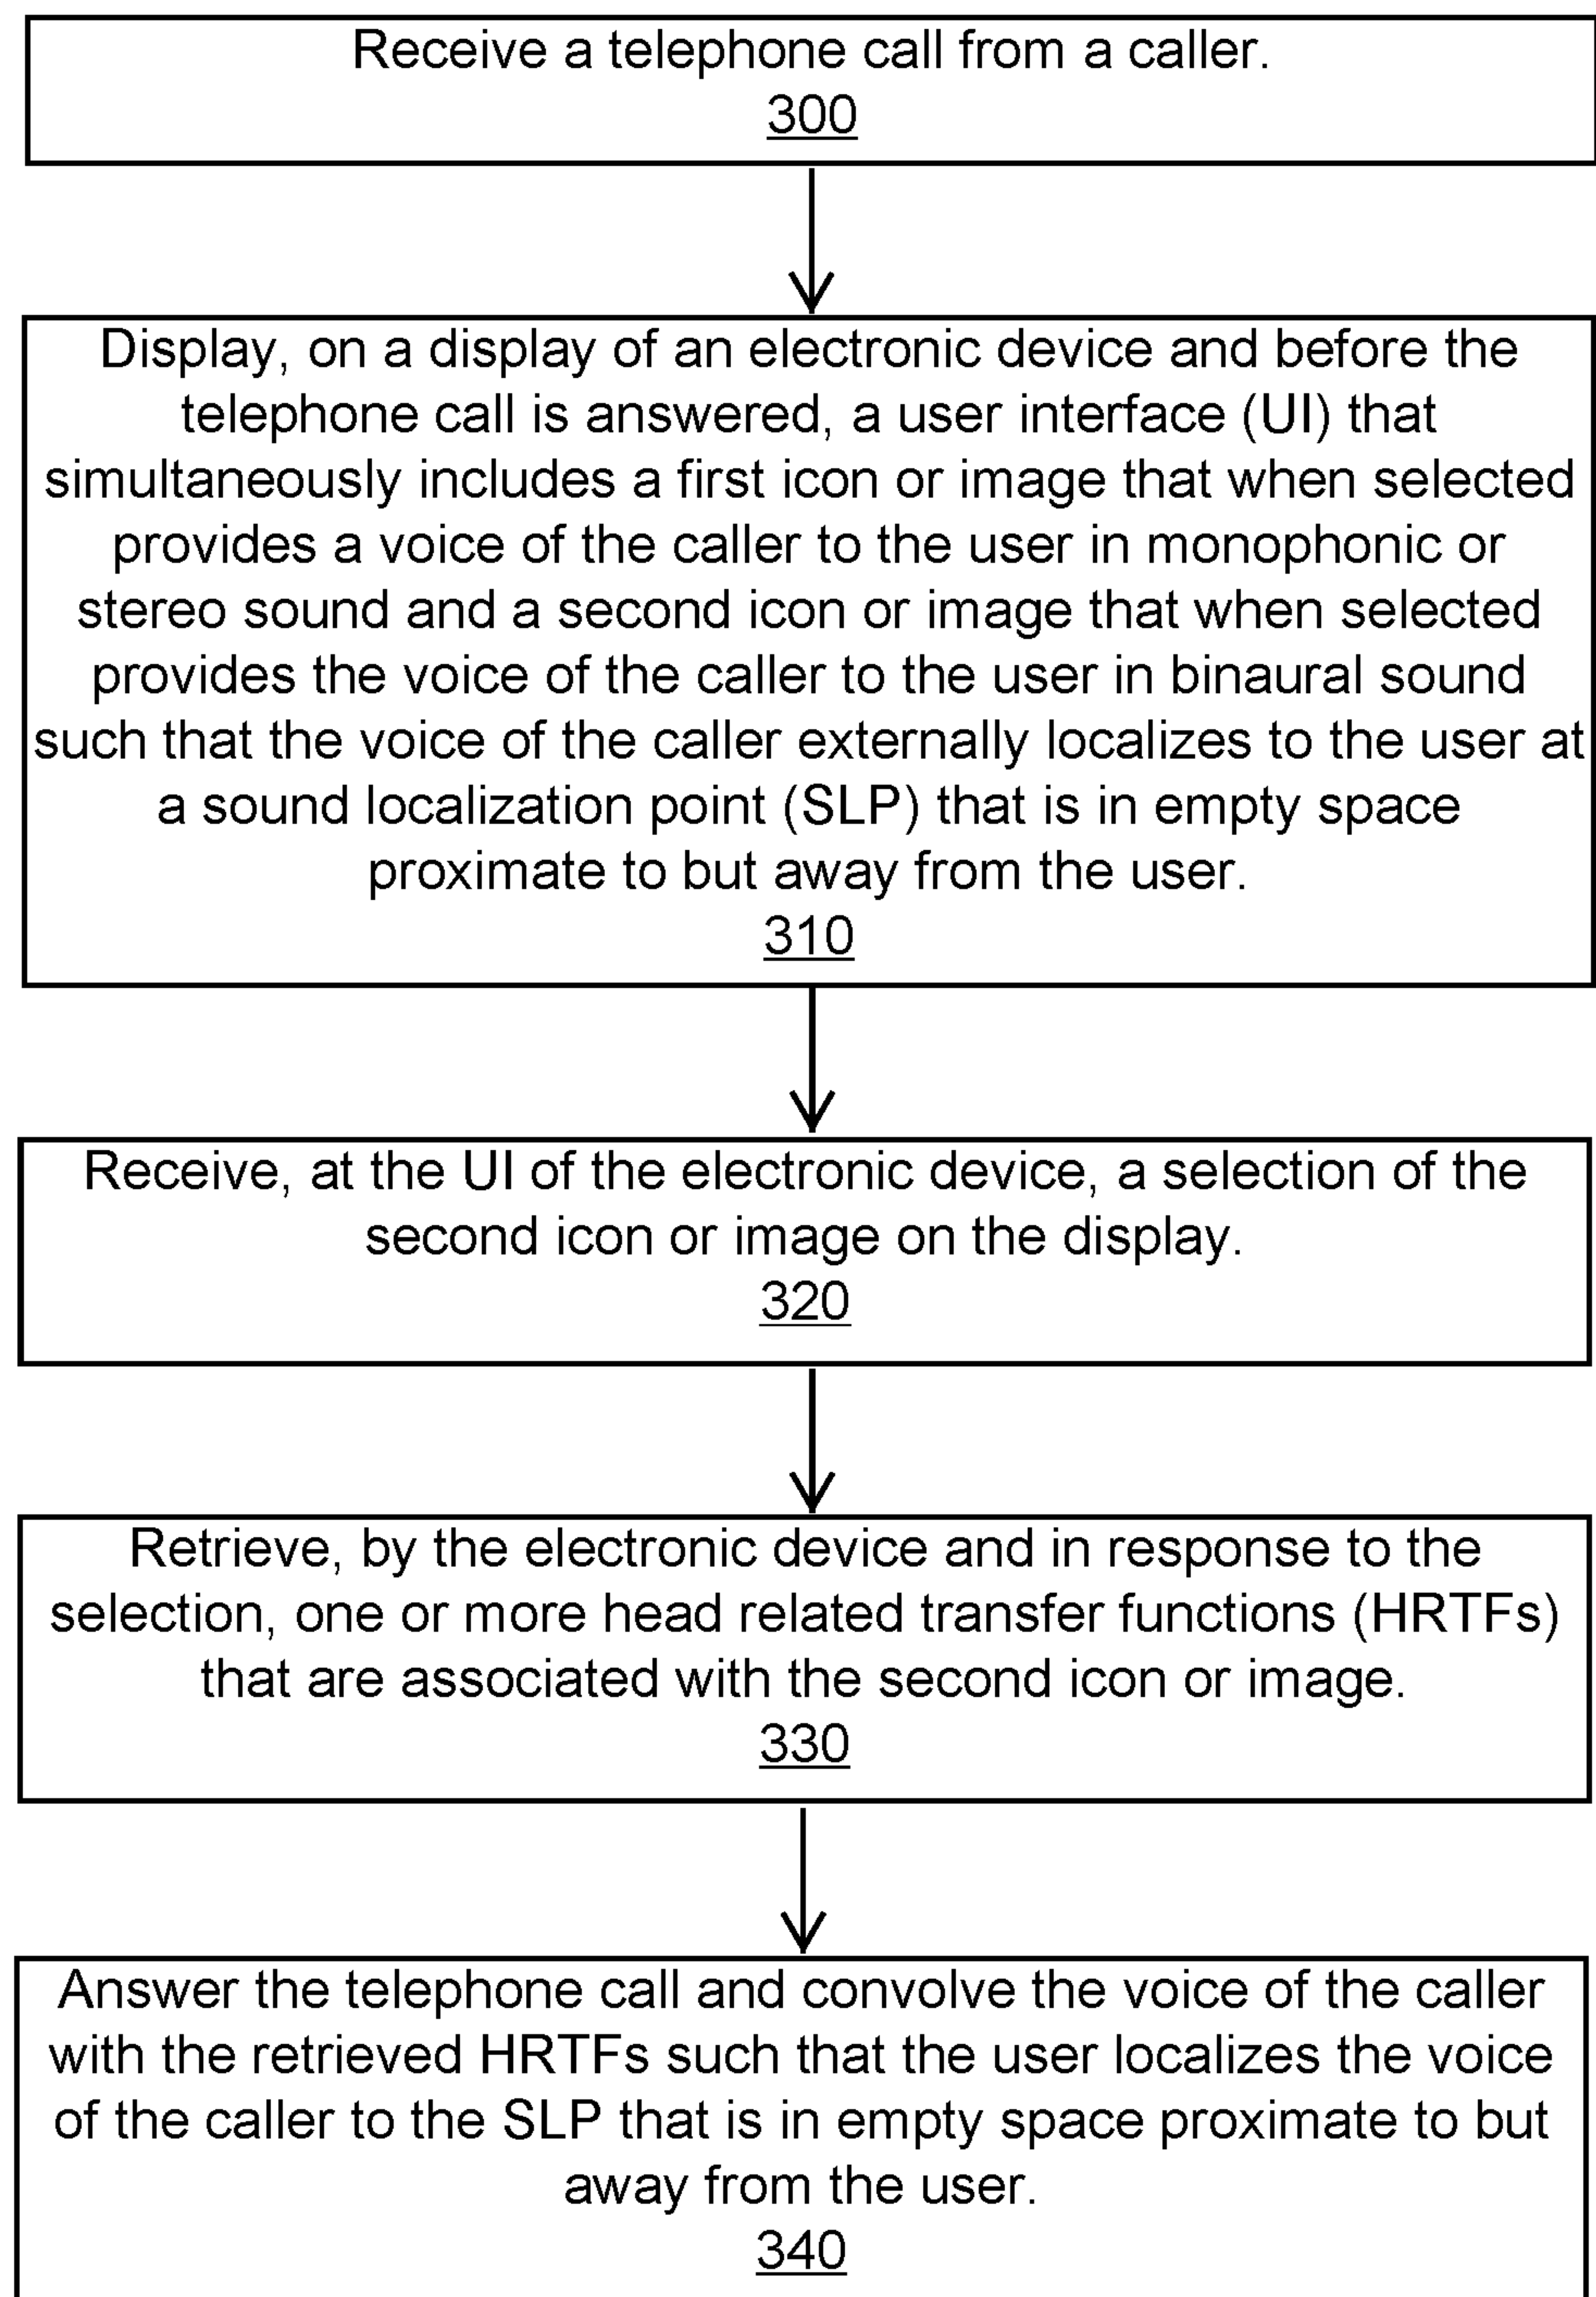 Receive a telephone call from a caller.
300
Display, on a display of an electronic device and before the
telephone call is answered, a user interface (UI) that
simultaneously includes a first icon or image that when selected
provides a voice of the caller to the user in monophonic or
stereo sound and a second icon or image that when selected
provides the voice of the caller to the user in binaural sound
such that the voice of the caller externally localizes to the user at
a sound localization point (SLP) that is in empty space
proximate to but away from the user.
310
Receive, at the UI of the electronic device, a selection of the
second icon or image on the display.
320
Retrieve, by the electronic device and in response to the
selection, one or more head related transfer functions (HRTFs)
that are associated with the second icon or image.
330
Answer the telephone call and convolve the voice of the caller
with the retrieved HRTFs such that the user localizes the voice
of the caller to the SLP that is in empty space proximate to but
away from the user.
340